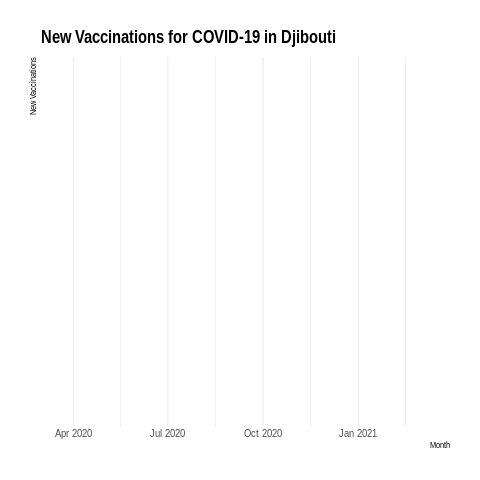 New Vaccinations for COVID-19 in Djibouti
New Vaccinations
Apr 2020
Jul 2020
Oct 2020
Jan 2021
Month